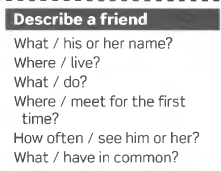 Describe a friend
What / his or her name?
Where / live?
What / do?
Where / meet for the first
time?
How often / see him or her?
What / have in common?